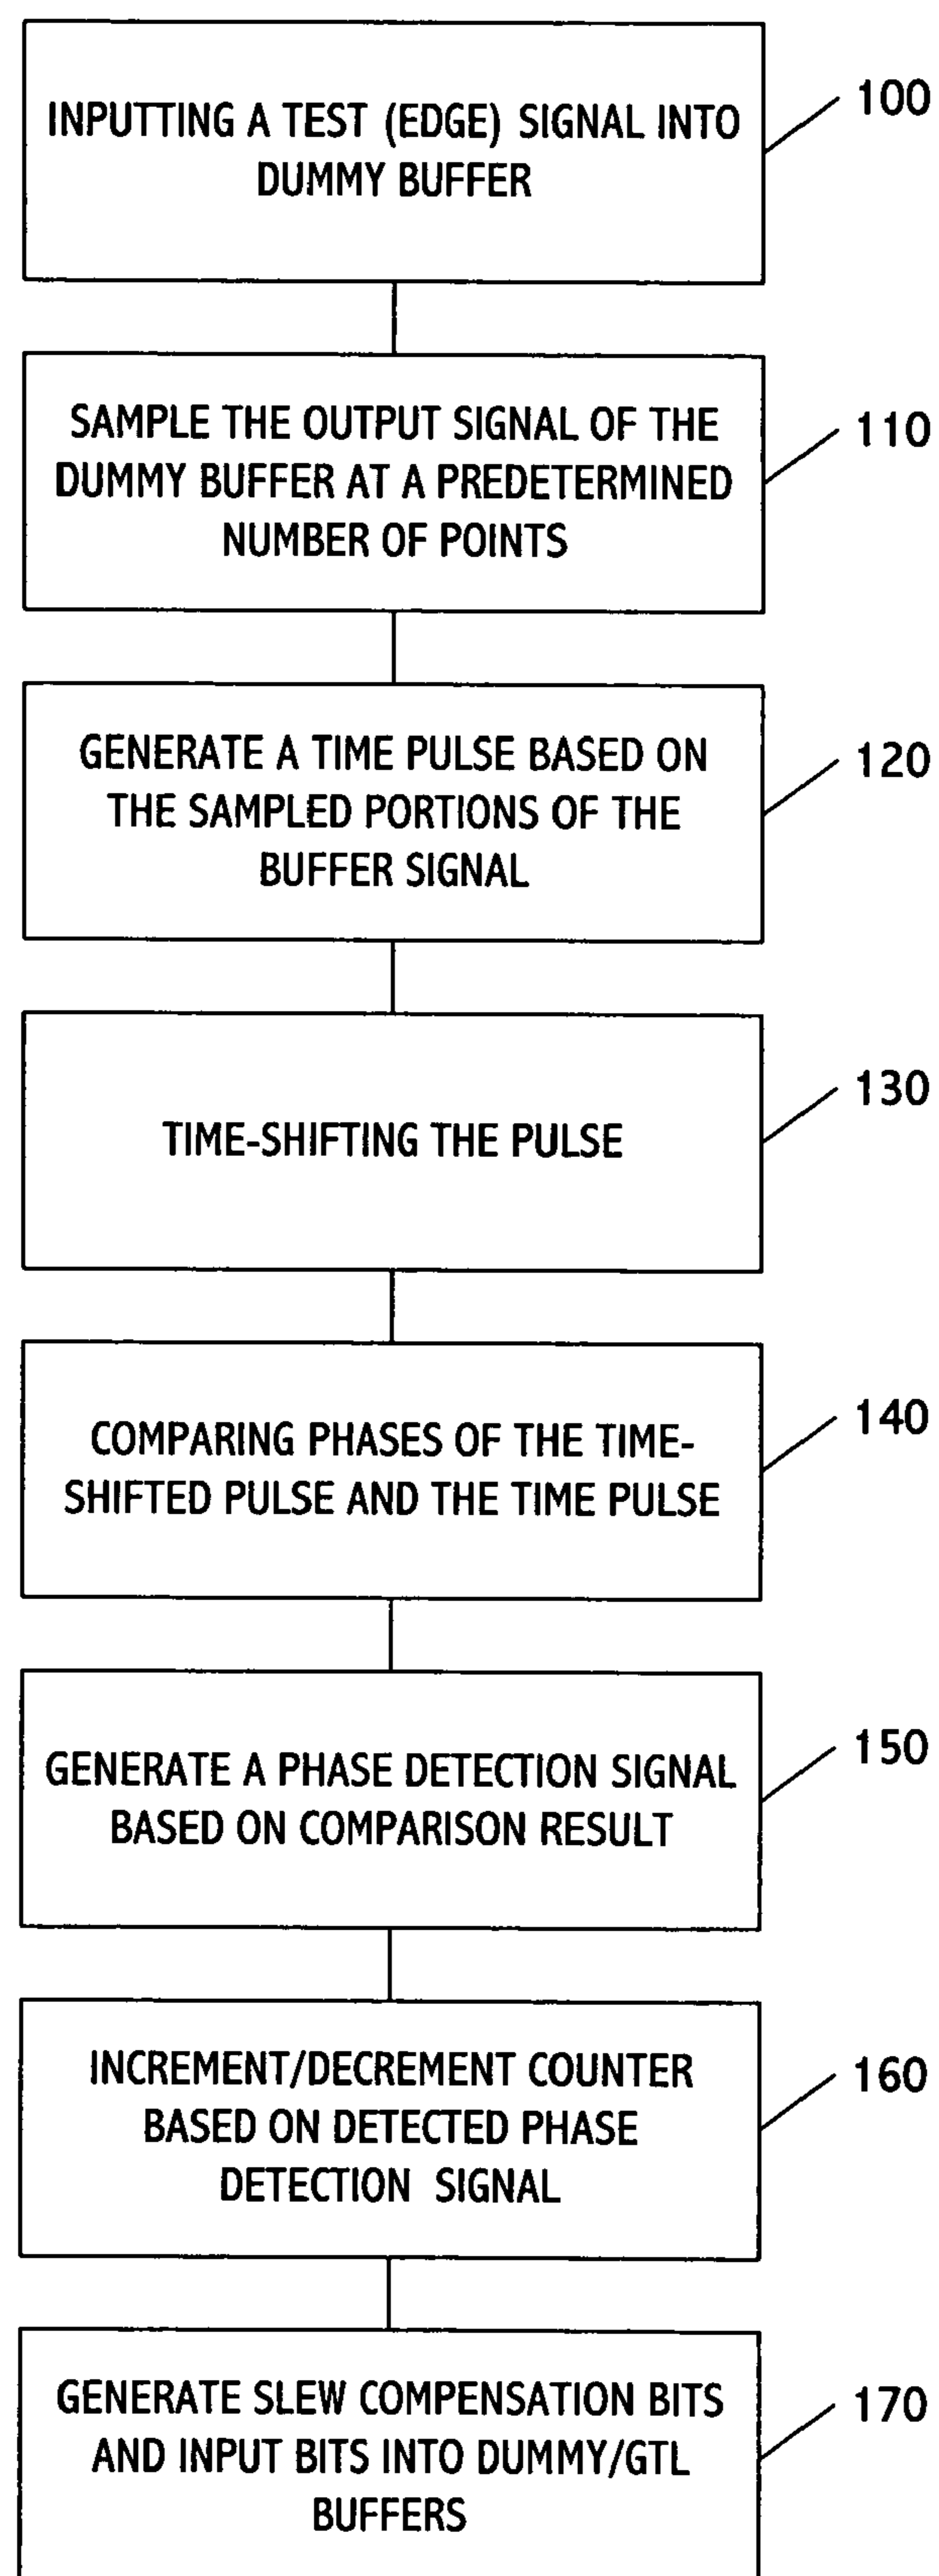 INPUTTING A TEST (EDGE) SIGNAL INTO
DUMMY BUFFER
100
SAMPLE THE OUTPUT SIGNAL OF THE
DUMMY BUFFER AT A PREDETERMINED
NUMBER OF POINTS
110
GENERATE A TIME PULSE BASED ON
THE SAMPLED PORTIONS OF THE
BUFFER SIGNAL
120
TIME-SHIFTING THE PULSE
130
COMPARING PHASES OF THE TIME-
SHIFTED PULSE AND THE TIME PULSE
140
GENERATE A PHASE DETECTION SIGNAL
BASED ON COMPARISON RESULT
150
INCREMENT/DECREMENT COUNTER
BASED ON DETECTED PHASE
DETECTION SIGNAL
160
GENERATE SLEW COMPENSATION BITS
AND INPUT BITS INTO DUMMY/GTL
BUFFERS
170